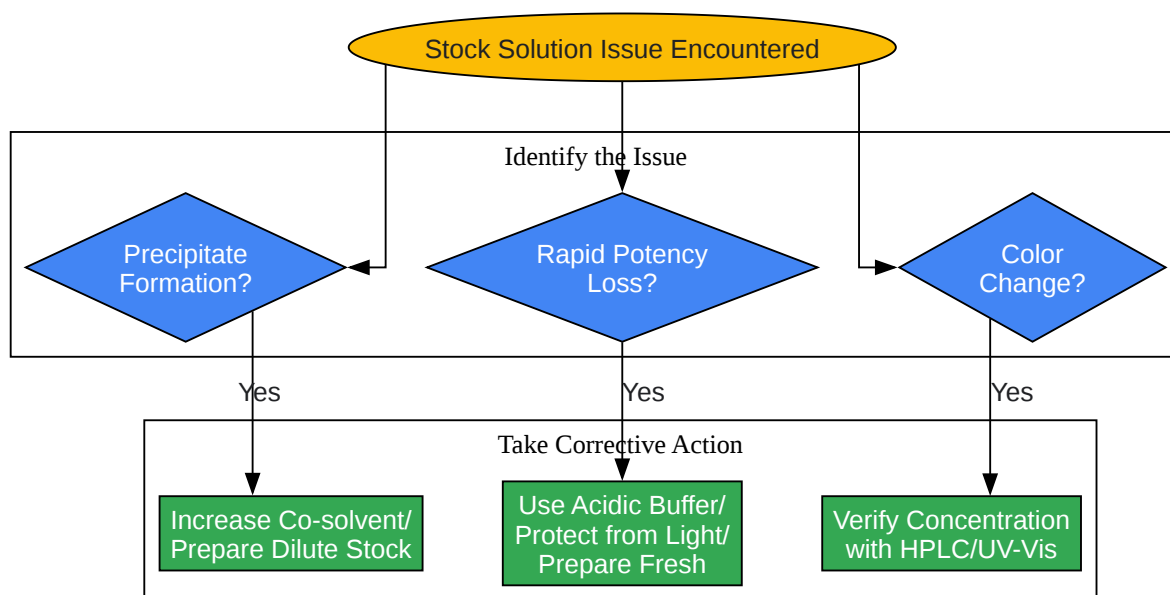 Stock Solution Issue Encountered
Identify the Issue
Precipitate
Formation?
Rapid Potency
Loss?
Color
Change?
Yes
Yes
Yes
Take Corrective Action
Increase Co-solvent/
Prepare Dilute Stock
Use Acidic Buffer/
Protect from Light/
Prepare Fresh
Verify Concentration
with HPLC/UV-Vis